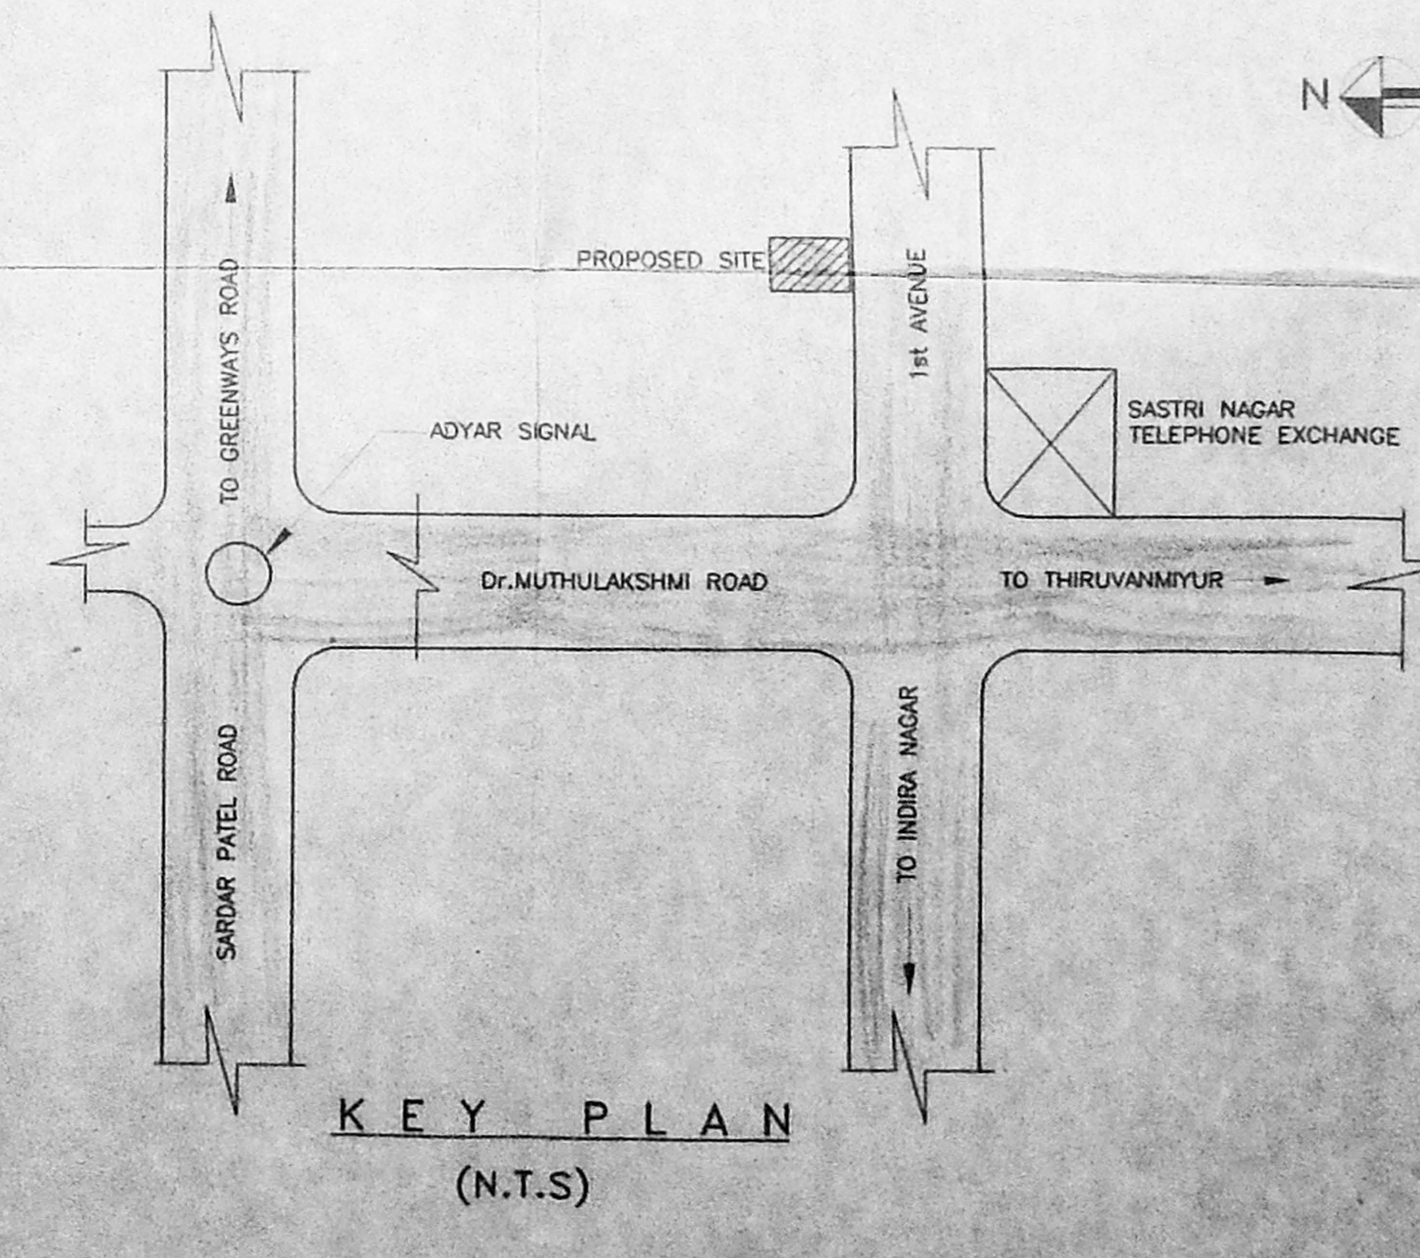 N
PROPOSED SITE
1st AVENUE
TO GREENWAYS ROAD
ADYAR SIGNAL
SASTRI NAGAR
TELEPHONE EXCHANGE
Dr.MUTHULAKSHMI ROAD
TO THIRUVANMIYUR
SARDAR PATEL ROAD
TO INDIRA NAGAR
KEY PLAN
(N.T.S)